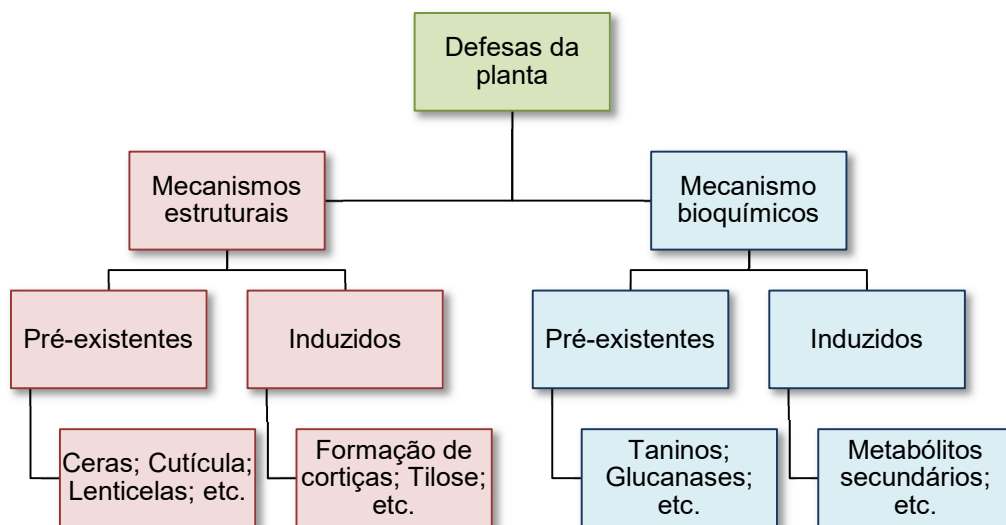 Defesas da
planta
Mecanismos
estruturais
Mecanismo
bioquímicos
Pré-existentes
Induzidos
Pré-existentes
Induzidos
Ceras; Cutícula;
Lenticelas; etc.
Formação de
cortiças; Tilose;
etc.
Taninos;
Glucanases;
etc.
Metabólitos
secundários;
etc.